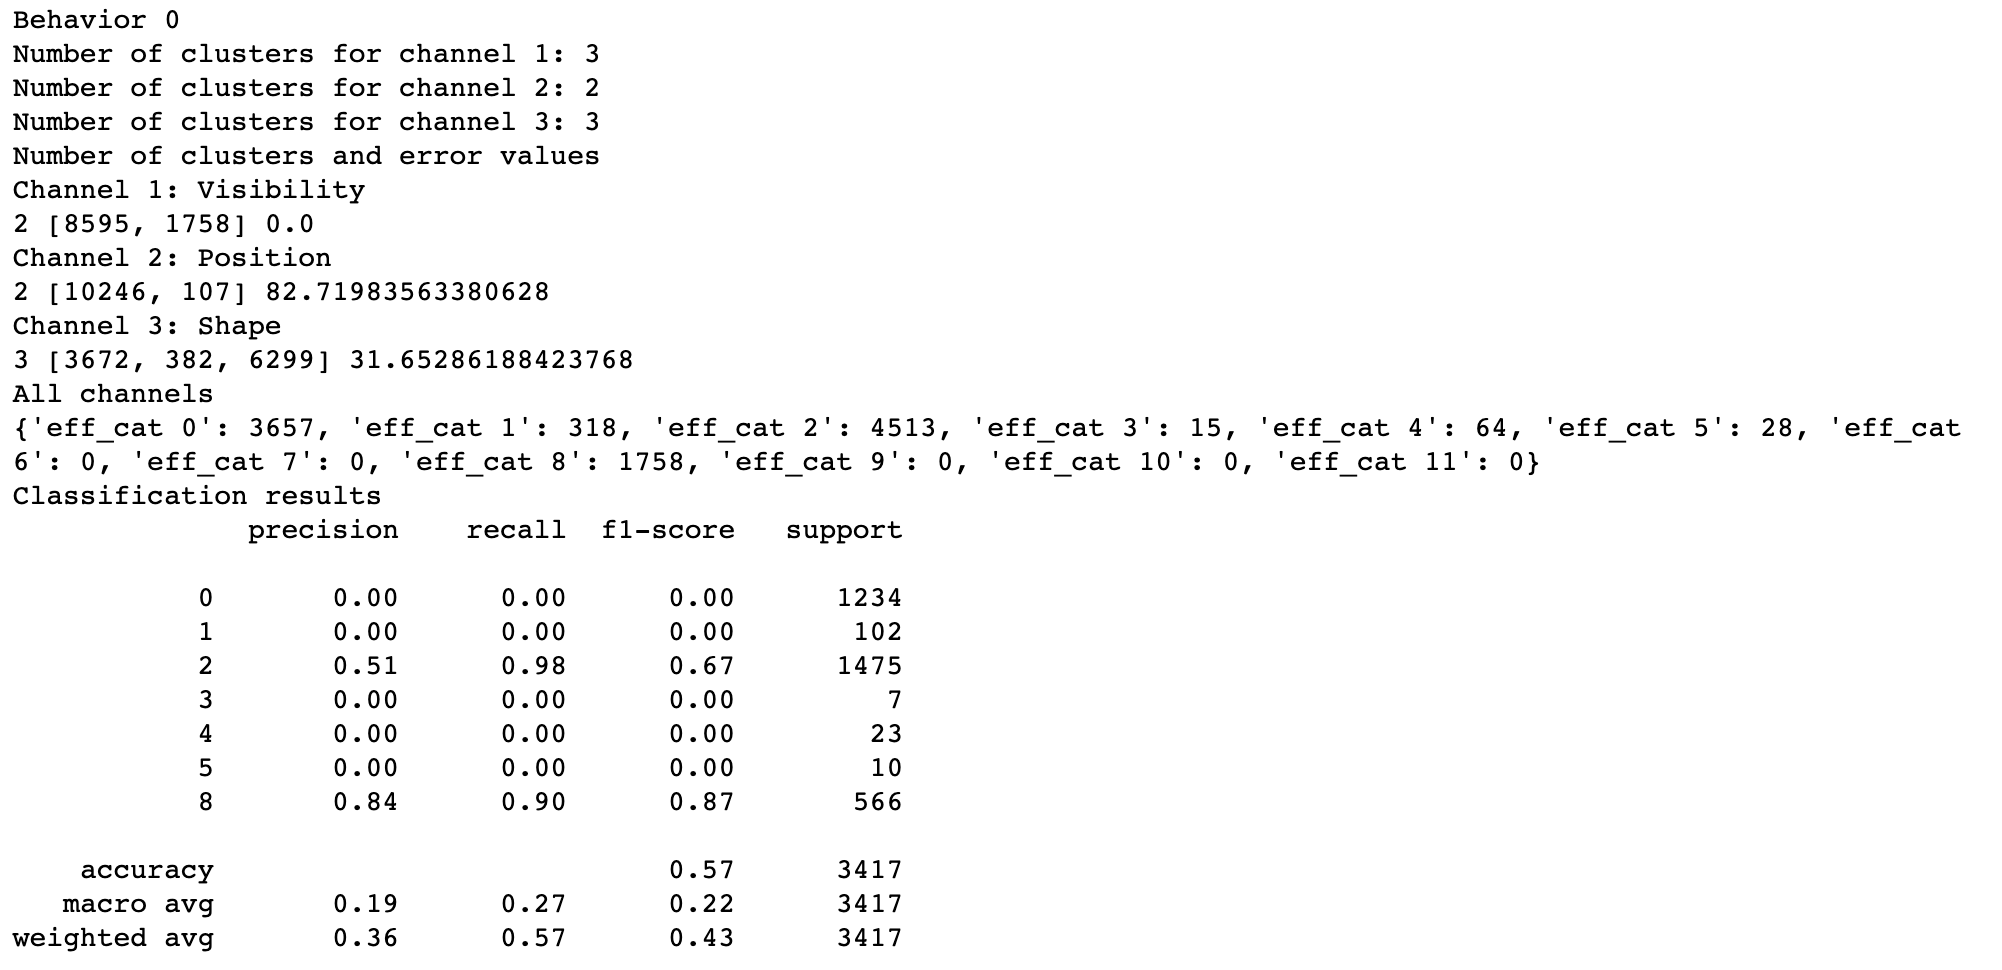 Behavior 0
Number of clusters for channel 1: 3
Number of clusters for channel 2: 2
Number of clusters for channel 3: 3
Number of clusters and error values
Channel 1: Visibility
2 [8595, 1758] 0.0
Channel 2: Position
2 [10246, 107] 82.71983563380628
Channel 3: Shape
3 [3672, 382, 6299] 31.65286188423768
All channels
{'eff_cat 0': 3657, 'eff_cat 1': 318, 'eff_cat 2': 4513, 'eff_cat 3': 15, 'eff_cat 4': 64, 'eff_cat 5': 28, 'eff_cat
6': 0, 'eff_cat 7': 0, 'eff_cat 8': 1758, 'eff_cat 9': 0, 'eff_cat 10': 0, 'eff_cat 11': 0}
Classification results
precision recall f1-score support
0 0.00 0.00 0.00 1234
1 0.00 0.00 0.00 102
2 0.51 0.98 0.67 1475
3 0.00 0.00 0.00 7
4 0.00 0.00 0.00 23
5 0.00 0.00 0.00 10
8 0.84 0.90 0.87 566
accuracy 0.57 3417
macro avg 0.19 0.27 0.22 3417
weighted avg 0.36 0.57 0.43 3417